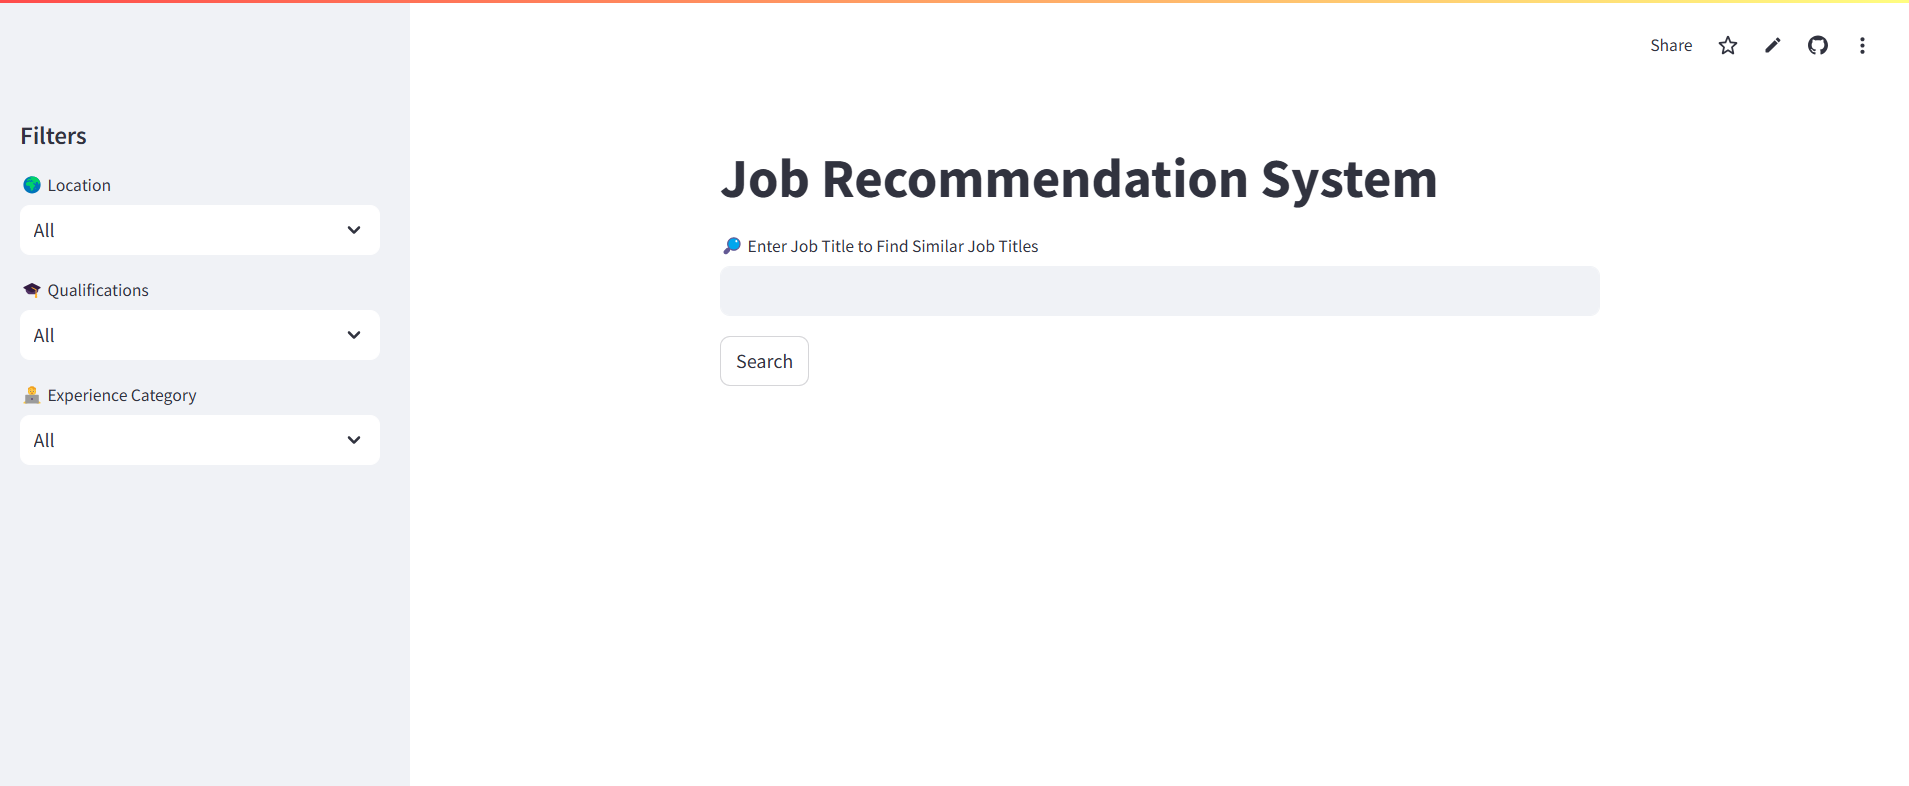 Share
Filters
🌍 Location
All
🎓 Qualifications
All
🧑‍💻 Experience Category
All
Job Recommendation System
🔎 Enter Job Title to Find Similar Job Titles
Search